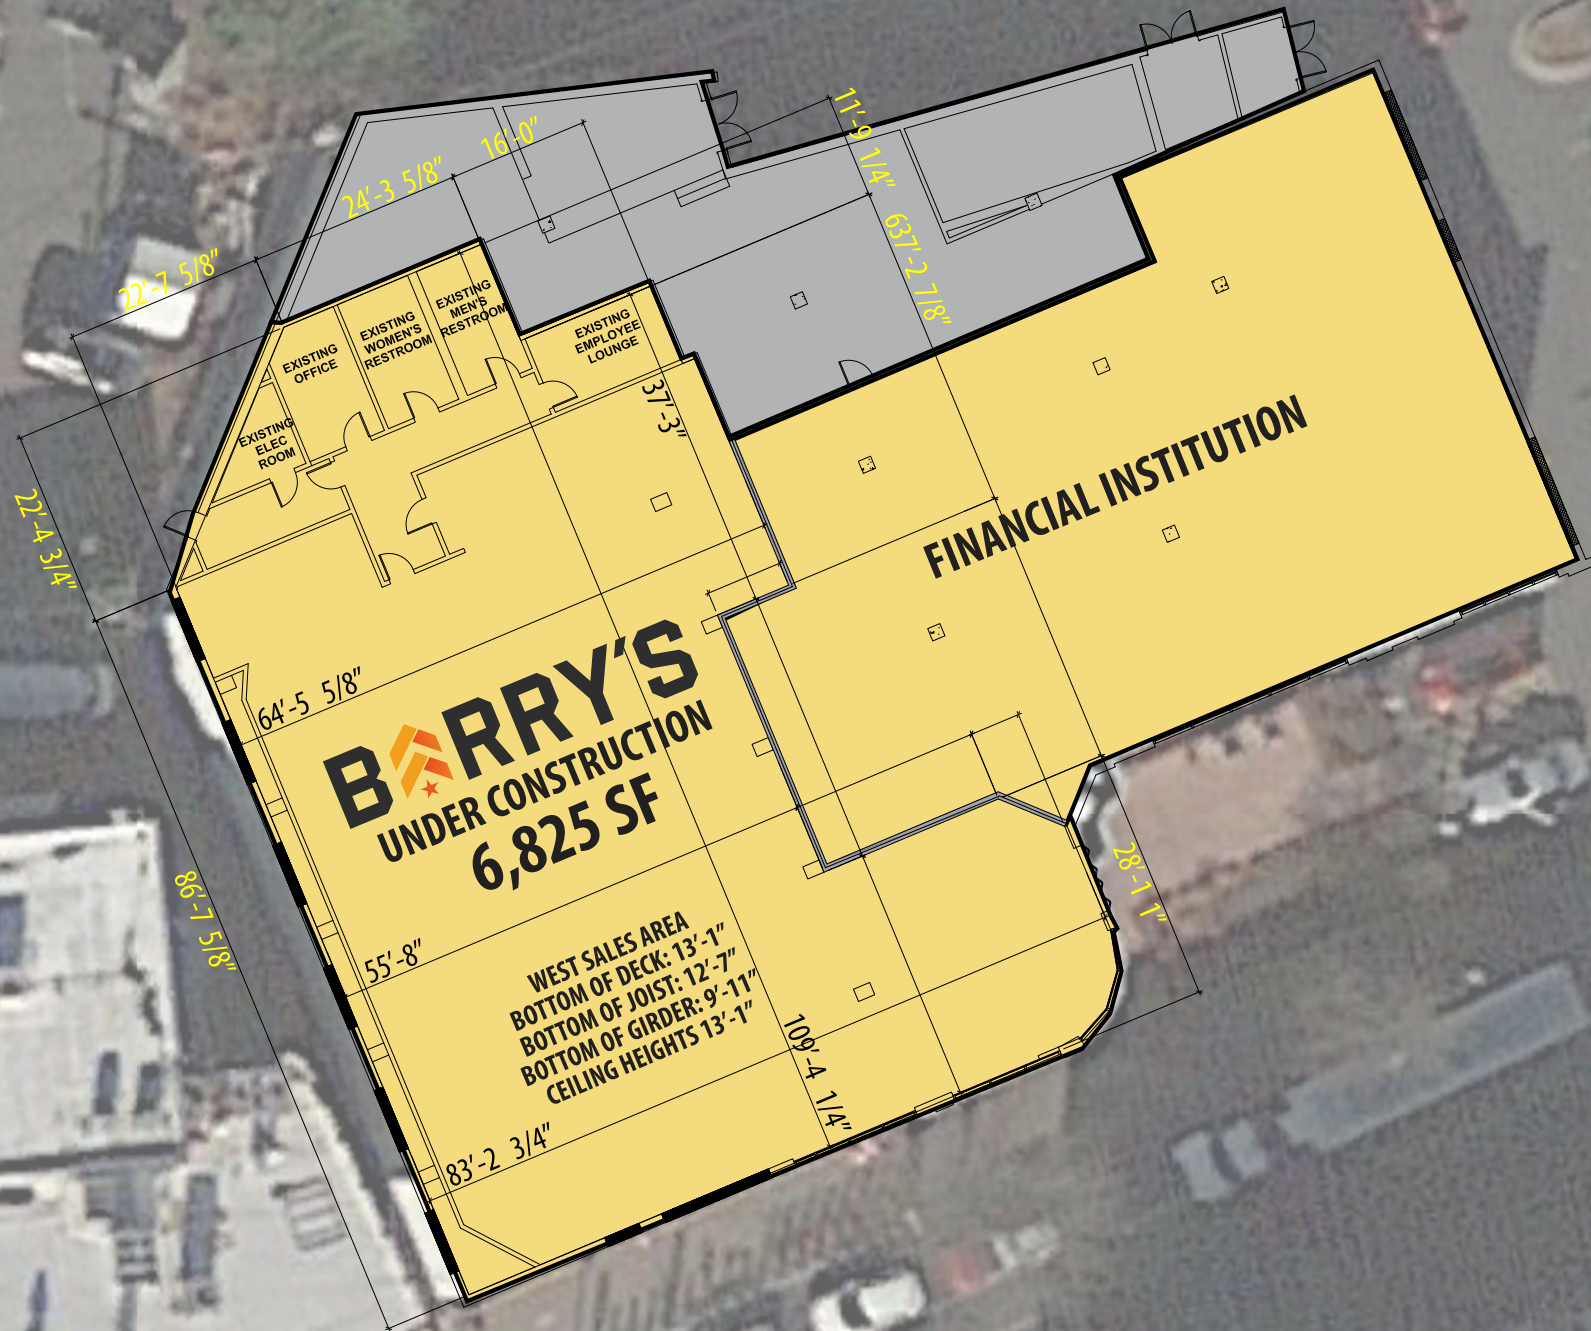 11'-9 1/4"
16'-0"
24'-3 5/8"
22'-7 5/8"
637'-2 7/8"
EXISTING
MEN'S
RESTROOM
EXISTING
WOMEN'S
RESTROOM
EXISTING
EMPLOYEE
LOUNGE
EXISTING
OFFICE
37'-3"
EXISTING
ELEC
ROOM
FINANCIAL INSTITUTION
22'-4 3/4"
64'-5 5/8"
BARRY'S
UNDER CONSTRUCTION
6,825 SF
28'-1 1"
86'-7 5/8"
55'-8"
WEST SALES AREA
BOTTOM OF DECK: 13'-1"
BOTTOM OF JOIST: 12'-7"
BOTTOM OF GIRDER: 9'-11"
CEILING HEIGHTS 13'-1"
109'-4 1/4"
83'-2 3/4"